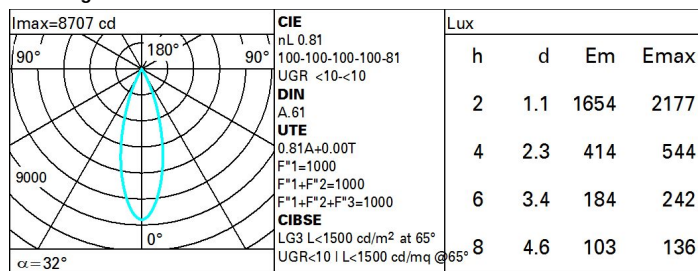 Imax=8707 cd
90° 180° 90°
9000
0°
α=32°
CIE
nL 0.81
100-100-100-100-81
UGR <10-<10
DIN
A.61
UTE
0.81A+0.00T
F"1=1000
F"1+F"2=1000
F"1+F"2+F"3=1000
CIBSE
LG3 L<1500 cd/m² at 65°
UGR<10 | L<1500 cd/mq @65°
Lux
h d Em Emax
2 1.1 1654 2177
4 2.3 414 544
6 3.4 184 242
8 4.6 103 136